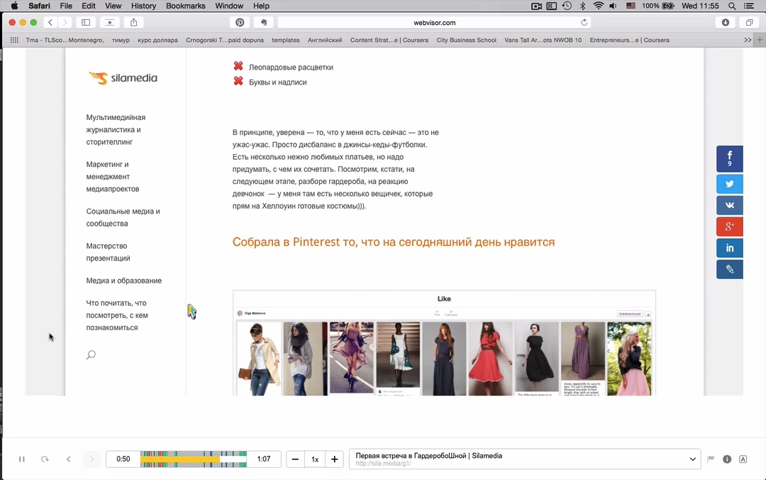 Safari File Edit View History Bookmarks Window Help
100% Wed 11:55
webvisor.com
Tma - TLSco...Montenegro, тимур курс доллара Crnogorski T...paid dopuna templates Английский Content Strat...e | Coursera City Business School Vans Tall Ar...ots NWOB 10 Entrepreneurs...e | Coursera
silamedia
Мультимедийная
журналистика и
сторителлинг
Маркетинг и
менеджмент
медиапроектов
Социальные медиа и
сообщества
Мастерство
презентаций
Медиа и образование
Что почитать, что
посмотреть, с кем
познакомиться
Леопардовые расцветки
Буквы и надписи
В принципе, уверена — то, что у меня есть сейчас — это не
ужас-ужас. Просто дисбаланс в джинсы-кеды-футболки.
Есть несколько нежно любимых платьев, но надо
придумать, с чем их сочетать. Посмотрим, кстати, на
следующем этапе, разборе гардероба, на реакцию
девчонок — у меня там есть несколько вещичек, которые
прям на Хеллоуин готовые костюмы))).
Собрала в Pinterest то, что на сегодняшний день нравится
Like
f
9
g+
in
0:50
1:07
1x
Первая встреча в ГардеробоШной | Silamedia
http://sila.media/g1/